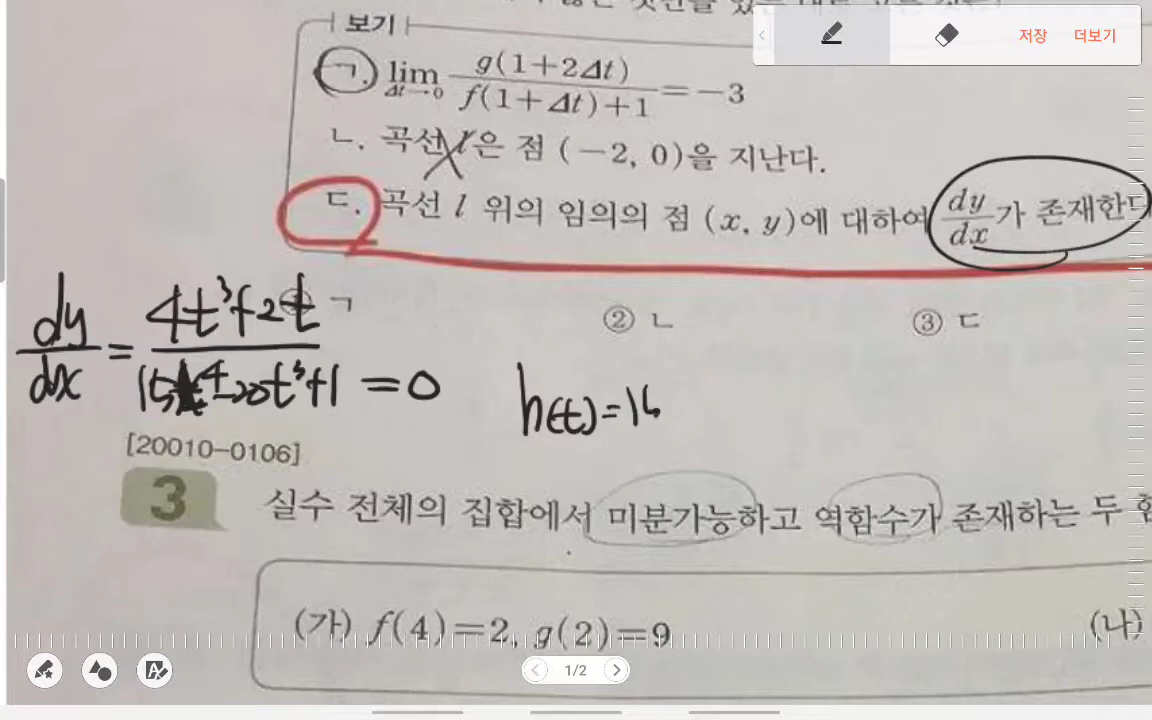 보기
저장 더보기
ㄱ. lim Δt→0 g(1+2Δt) / f(1+Δt)+1 = -3
ㄴ. 곡선 l은 점 (-2, 0)을 지난다.
ㄷ. 곡선 l 위의 임의의 점 (x, y)에 대하여 dy/dx가 존재한다
ㄱ ② ㄴ ③ ㄷ
dy/dx = 4t³+2t / 15t⁴-20t³+1 = 0
h(t)=16
[20010-0106]
3 실수 전체의 집합에서 미분가능하고 역함수가 존재하는 두
(가) f(4)=2, g(2)=9 (나)
1/2